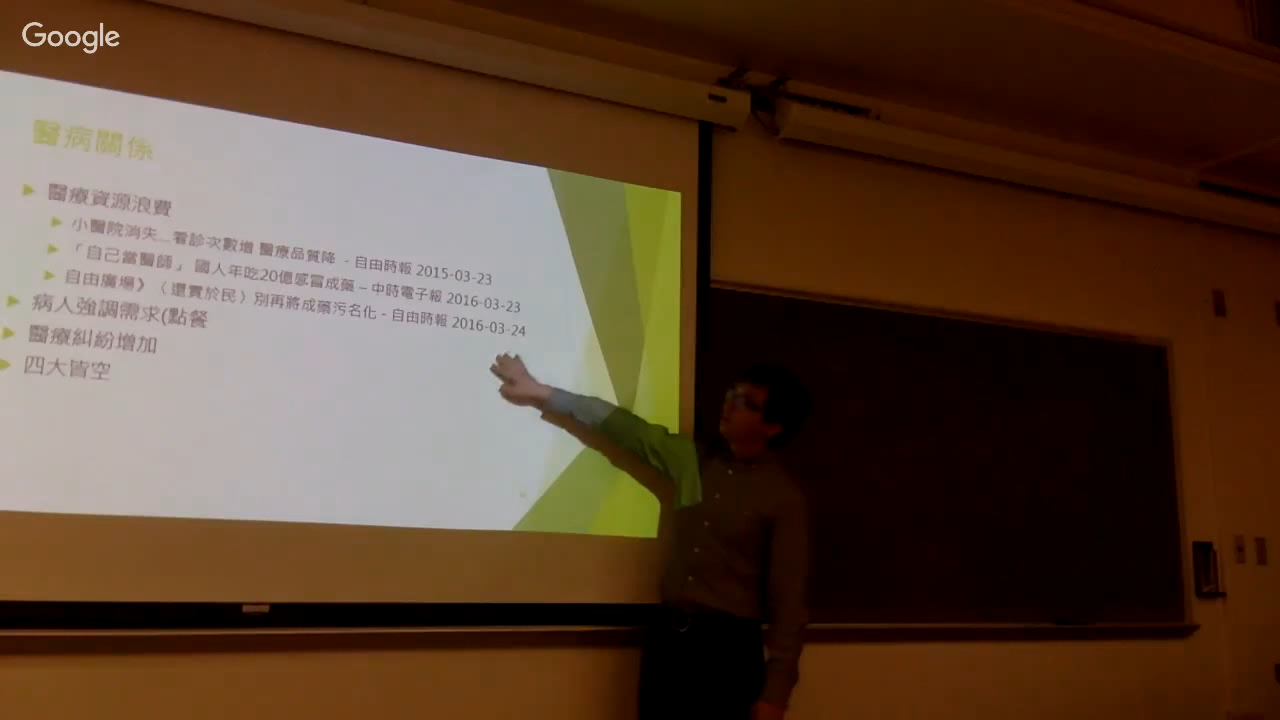 Google
醫病關係
醫療資源浪費
小醫院消失...看診次數增 醫療品質降 - 自由時報 2015-03-23
「自己當醫師」 國人年吃20億感冒成藥 – 中時電子報 2016-03-23
自由廣場》〈還實於民〉別再將成藥污名化 - 自由時報 2016-03-24
病人強調需求(點餐
醫療糾紛增加
四大皆空